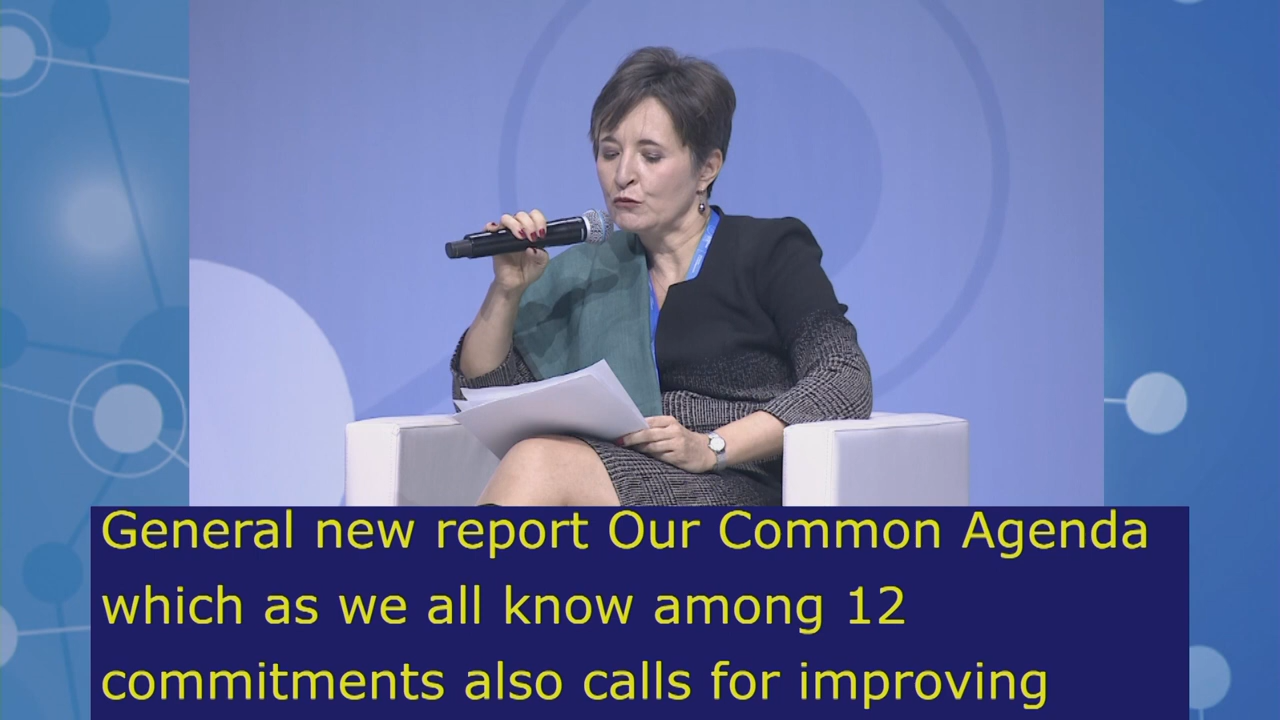 General new report Our Common Agenda
which as we all know among 12
commitments also calls for improving